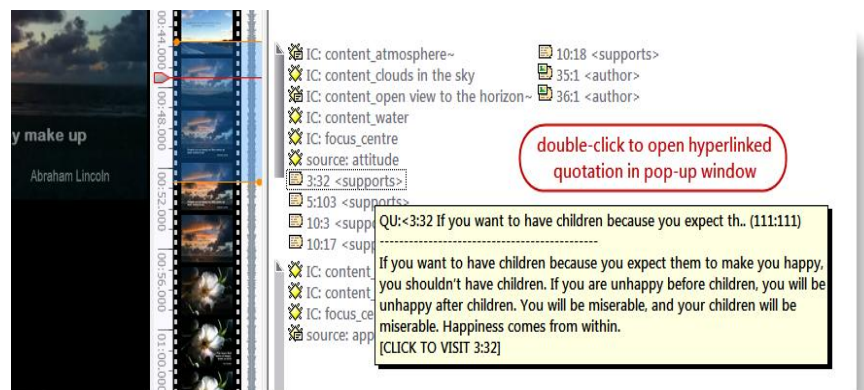 y make up
Abraham Lincoln
00:44.000
00:48.000
00:52.000
00:56.000
01:00.000
IC: content_atmosphere~
IC: content_clouds in the sky
IC: content_open view to the horizon~
IC: content_water
IC: focus_centre
source: attitude
3:32 <supports>
5:103 <supports>
10:3 <suppo
10:17 <supp
10:18 <supports>
35:1 <author>
36:1 <author>
IC: content_
IC: content_
IC: focus_ce
source: app
double-click to open hyperlinked
quotation in pop-up window
QU:<3:32 If you want to have children because you expect th.. (111:111)
--------------------------------------------
If you want to have children because you expect them to make you happy,
you shouldn't have children. If you are unhappy before children, you will be
unhappy after children. You will be miserable, and your children will be
miserable. Happiness comes from within.
[CLICK TO VISIT 3:32]